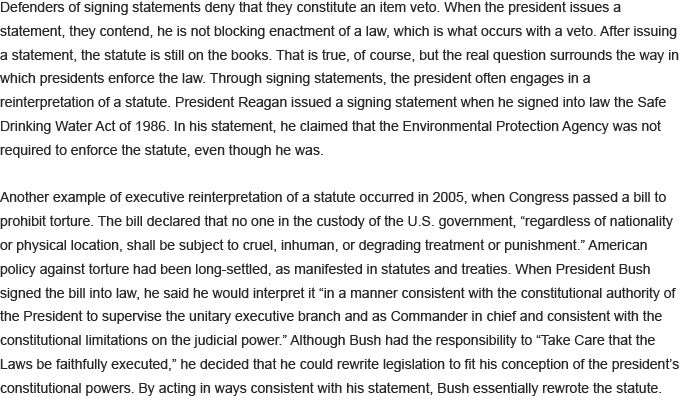 Defenders of signing statements deny that they constitute an item veto. When the president issues a
statement, they contend, he is not blocking enactment of a law, which is what occurs with a veto. After issuing
a statement, the statute is still on the books. That is true, of course, but the real question surrounds the way in
which presidents enforce the law. Through signing statements, the president often engages in a
reinterpretation of a statute. President Reagan issued a signing statement when he signed into law the Safe
Drinking Water Act of 1986. In his statement, he claimed that the Environmental Protection Agency was not
required to enforce the statute, even though he was.
Another example of executive reinterpretation of a statute occurred in 2005, when Congress passed a bill to
prohibit torture. The bill declared that no one in the custody of the U.S. government, “regardless of nationality
or physical location, shall be subject to cruel, inhuman, or degrading treatment or punishment.” American
policy against torture had been long-settled, as manifested in statutes and treaties. When President Bush
signed the bill into law, he said he would interpret it “in a manner consistent with the constitutional authority of
the President to supervise the unitary executive branch and as Commander in chief and consistent with the
constitutional limitations on the judicial power.” Although Bush had the responsibility to “Take Care that the
Laws be faithfully executed,” he decided that he could rewrite legislation to fit his conception of the president’s
constitutional powers. By acting in ways consistent with his statement, Bush essentially rewrote the statute.